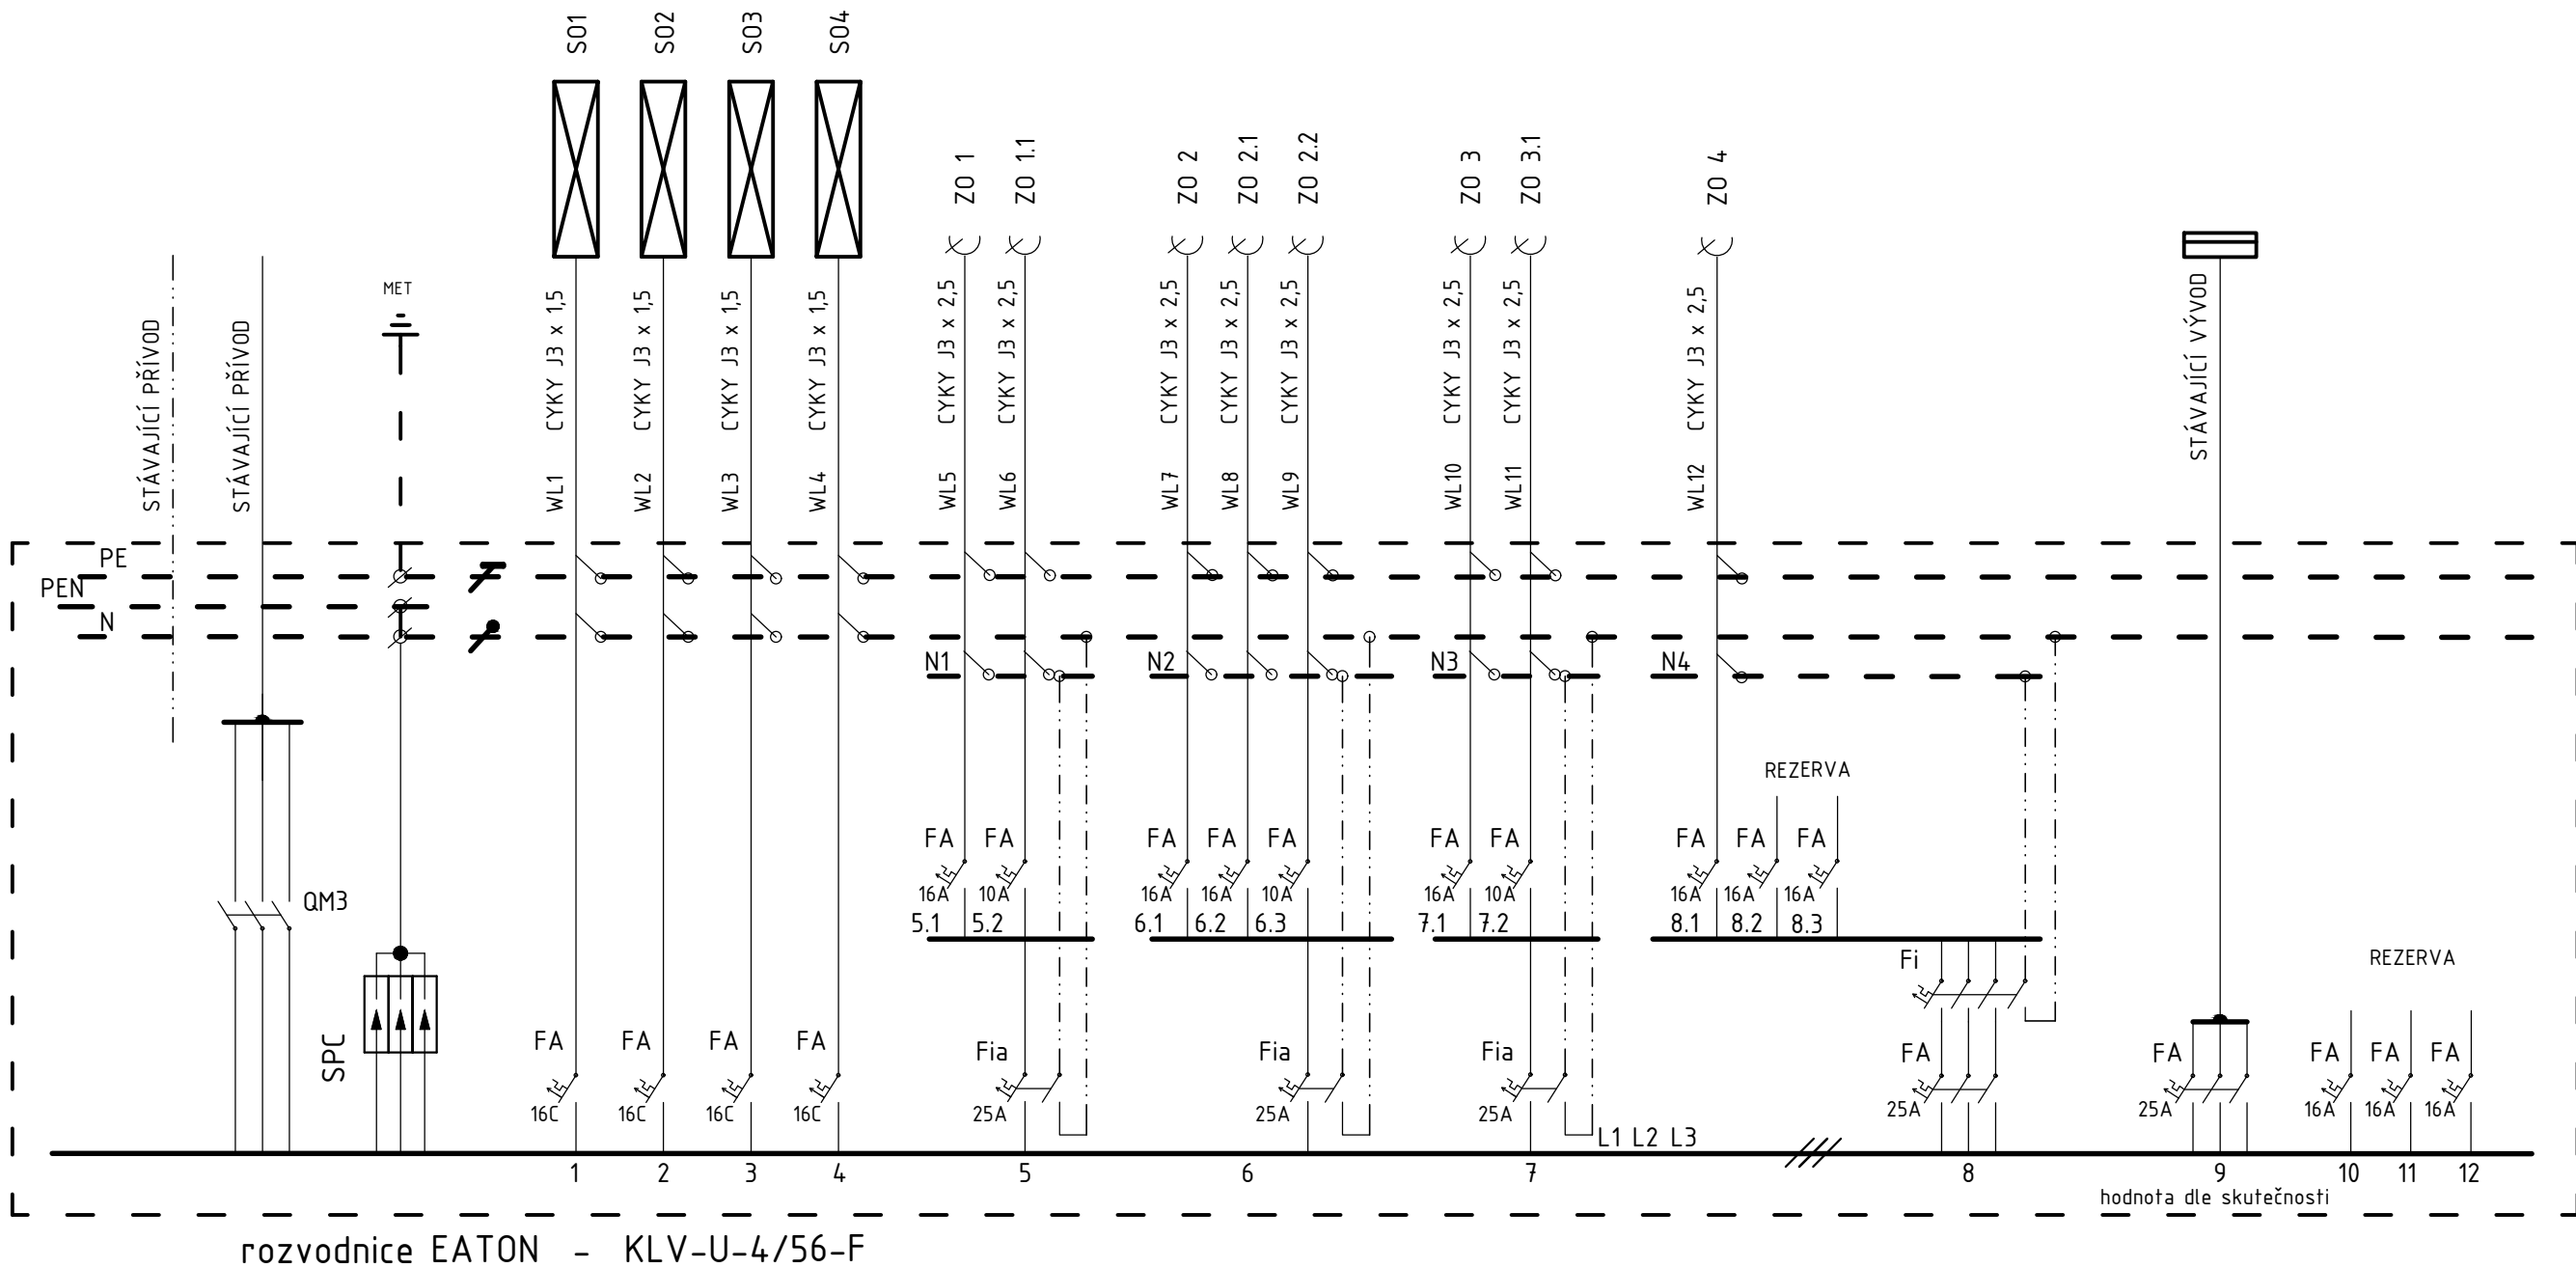 SO1
SO2
SO3
SO4
ZO 1
ZO 1.1
ZO 2
ZO 2.1
ZO 2.2
ZO 3
ZO 3.1
ZO 4
STÁVAJÍCÍ PŘÍVOD
STÁVAJÍCÍ PŘÍVOD
MET
WL1 CYKY J3 x 1,5
WL2 CYKY J3 x 1,5
WL3 CYKY J3 x 1,5
WL4 CYKY J3 x 1,5
WL5 CYKY J3 x 2,5
WL6 CYKY J3 x 2,5
WL7 CYKY J3 x 2,5
WL8 CYKY J3 x 2,5
WL9 CYKY J3 x 2,5
WL10 CYKY J3 x 2,5
WL11 CYKY J3 x 2,5
WL12 CYKY J3 x 2,5
STÁVAJÍCÍ VÝVOD
PE
PEN
N
N1
N2
N3
N4
REZERVA
FA FA FA FA FA FA FA FA FA FA
16A 10A 16A 16A 10A 16A 10A 16A 16A 16A
5.1 5.2 6.1 6.2 6.3 7.1 7.2 8.1 8.2 8.3
QM3
Fi
REZERVA
SPC
FA FA FA FA Fia Fia Fia FA FA FA FA FA
16C 16C 16C 16C 25A 25A 25A 25A 25A 16A 16A 16A
L1 L2 L3
1 2 3 4 5 6 7 8 9 10 11 12
hodnota dle skutečnosti
rozvodnice EATON - KLV-U-4/56-F